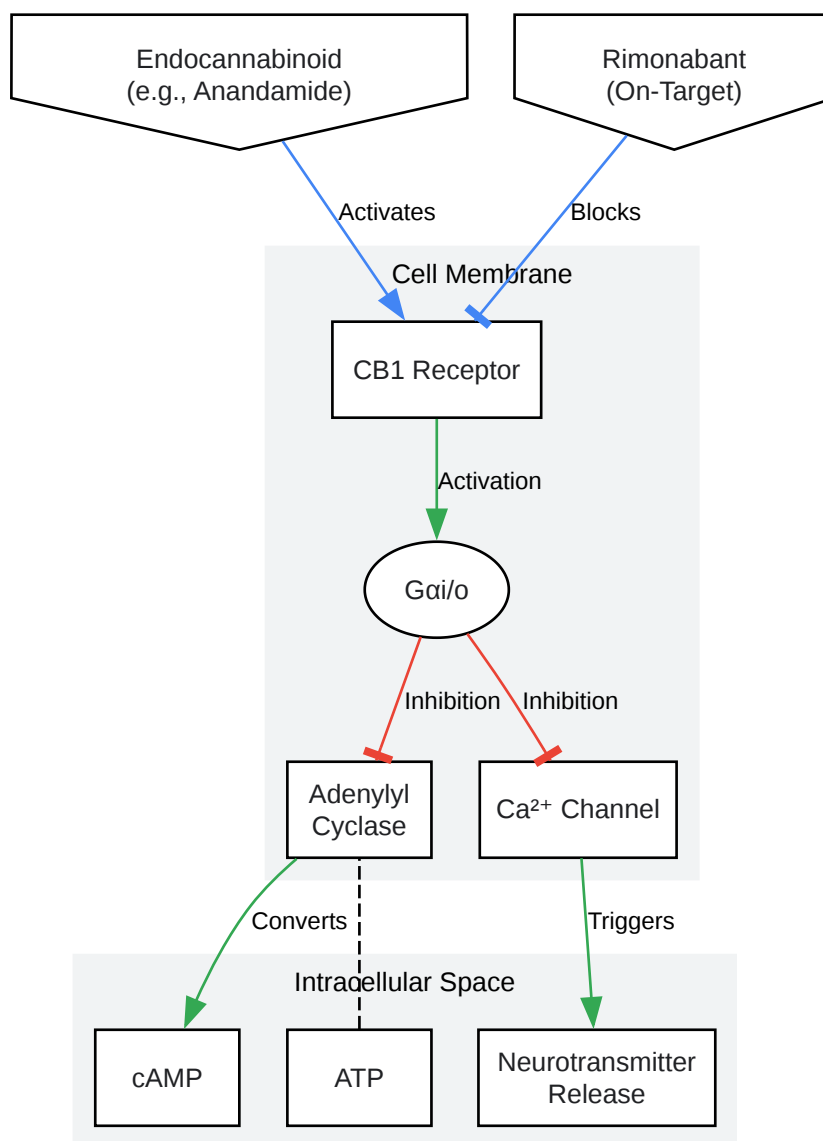 Endocannabinoid
(e.g., Anandamide)
Rimonabant
(On-Target)
Activates
Blocks
Cell Membrane
CB1 Receptor
Activation
Gαi/o
Inhibition
Inhibition
Adenylyl
Cyclase
Ca²⁺ Channel
Converts
Triggers
Intracellular Space
cAMP
ATP
Neurotransmitter
Release